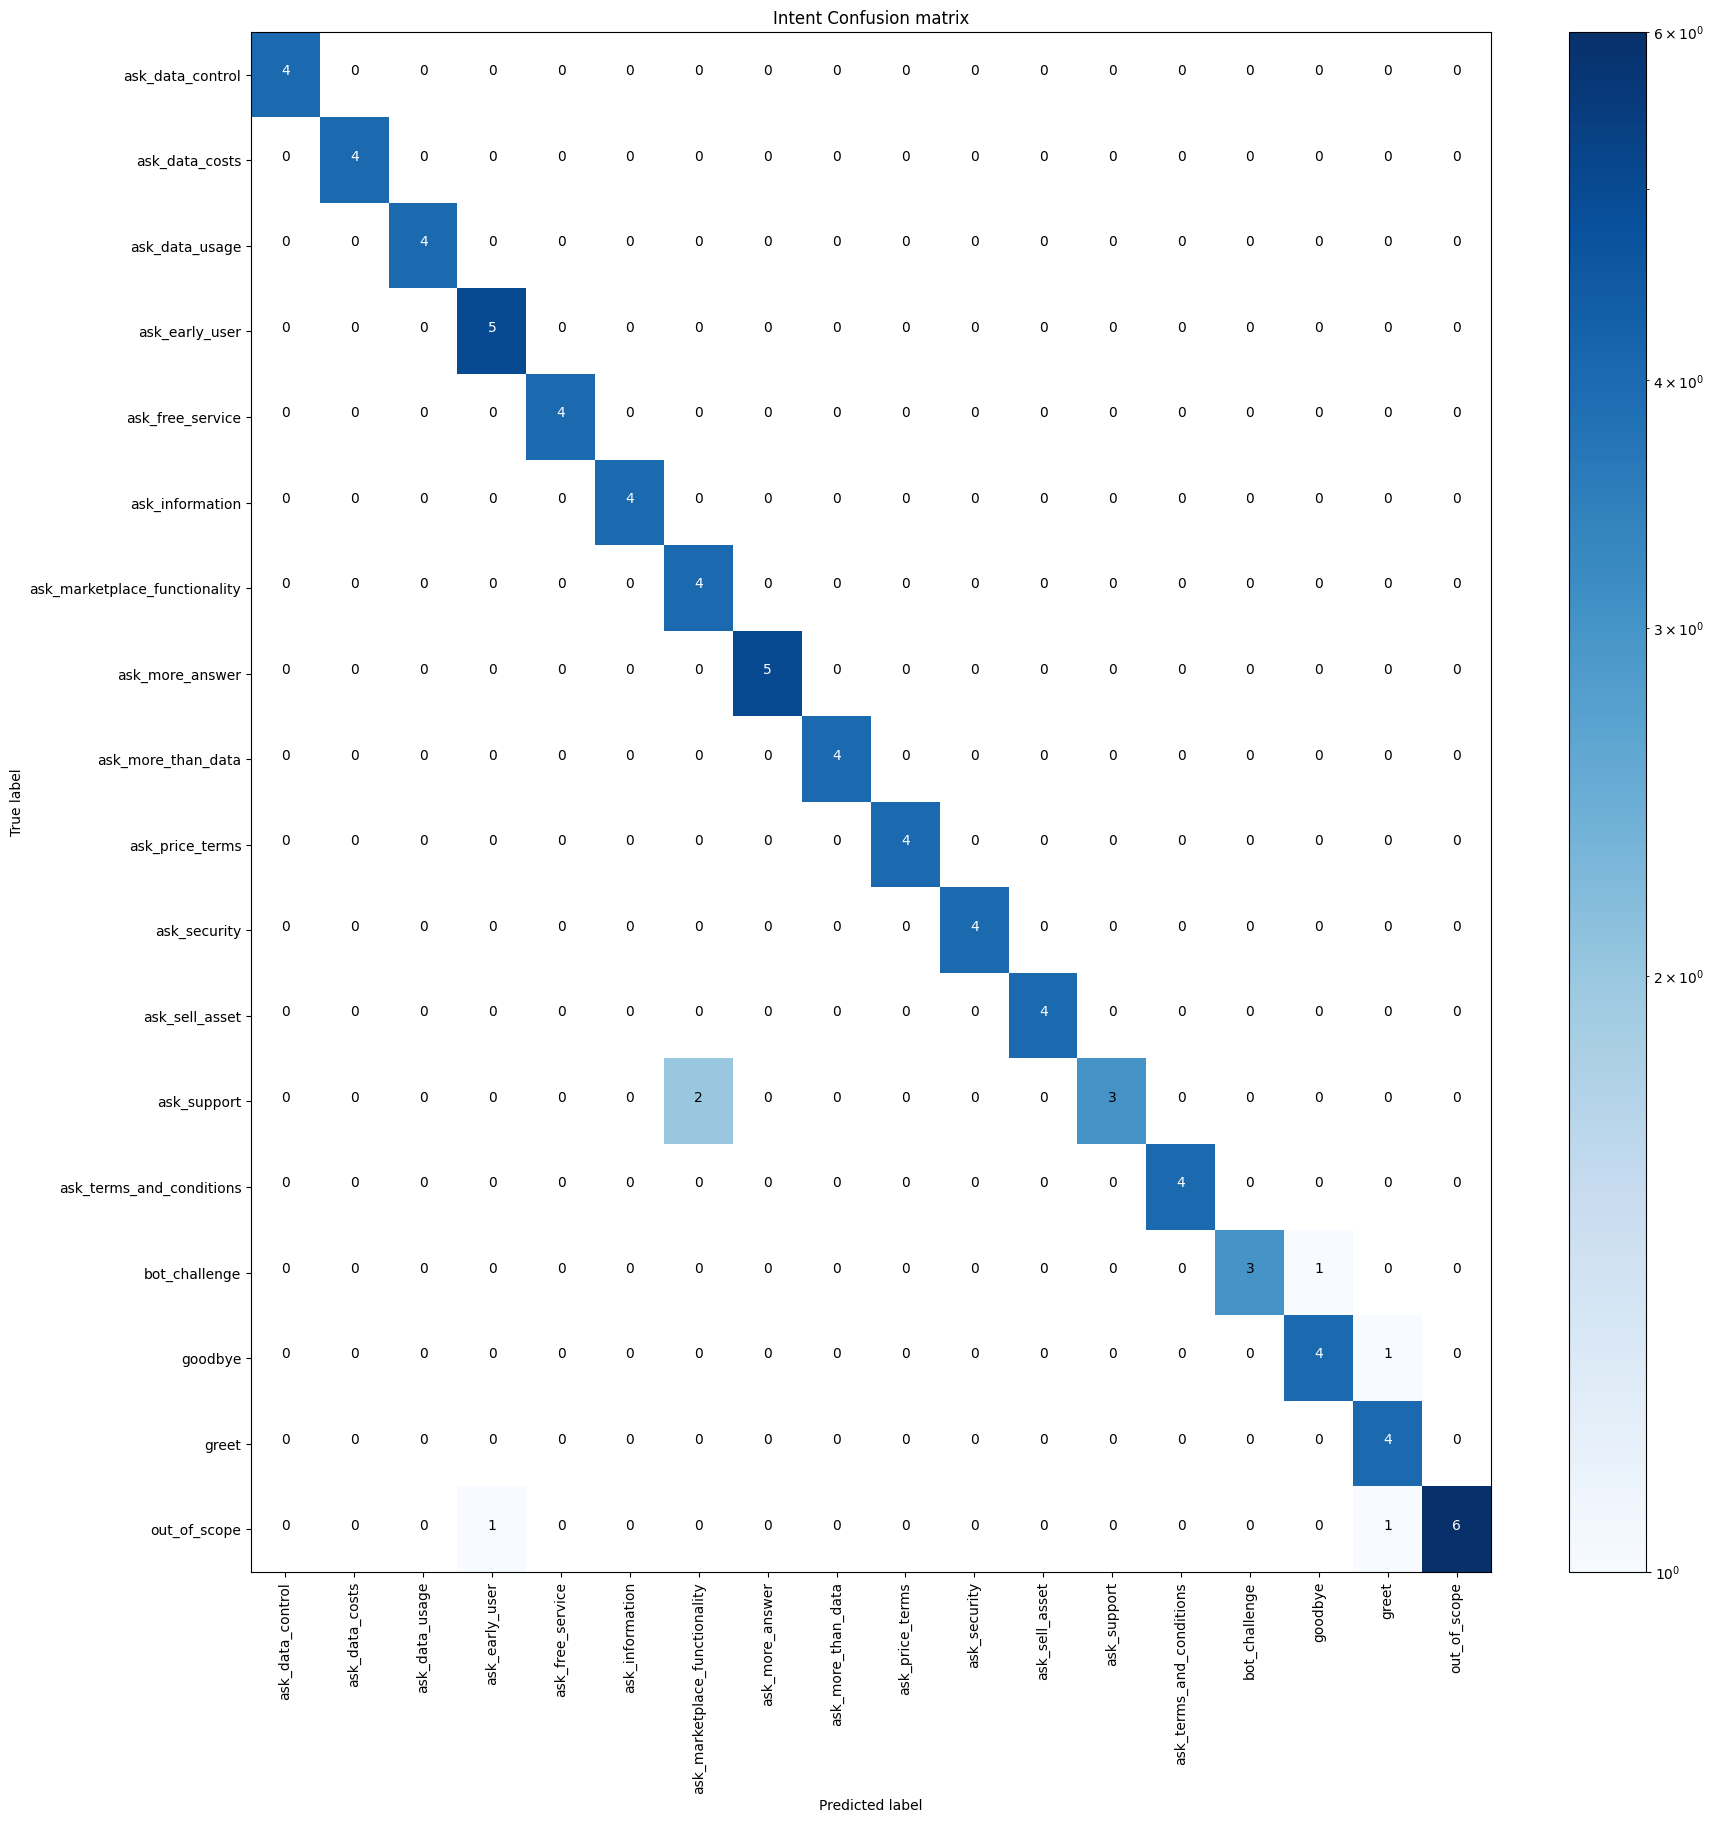 Intent Confusion matrix
ask_data_control 4 0 0 0 0 0 0 0 0 0 0 0 0 0 0 0 0 0
ask_data_costs 0 4 0 0 0 0 0 0 0 0 0 0 0 0 0 0 0 0
ask_data_usage 0 0 4 0 0 0 0 0 0 0 0 0 0 0 0 0 0 0
ask_early_user 0 0 0 5 0 0 0 0 0 0 0 0 0 0 0 0 0 0
ask_free_service 0 0 0 0 4 0 0 0 0 0 0 0 0 0 0 0 0 0
ask_information 0 0 0 0 0 4 0 0 0 0 0 0 0 0 0 0 0 0
ask_marketplace_functionality 0 0 0 0 0 0 4 0 0 0 0 0 0 0 0 0 0 0
ask_more_answer 0 0 0 0 0 0 0 5 0 0 0 0 0 0 0 0 0 0
ask_more_than_data 0 0 0 0 0 0 0 0 4 0 0 0 0 0 0 0 0 0
ask_price_terms 0 0 0 0 0 0 0 0 0 4 0 0 0 0 0 0 0 0
ask_security 0 0 0 0 0 0 0 0 0 0 4 0 0 0 0 0 0 0
ask_sell_asset 0 0 0 0 0 0 0 0 0 0 0 4 0 0 0 0 0 0
ask_support 0 0 0 0 0 0 2 0 0 0 0 0 3 0 0 0 0 0
ask_terms_and_conditions 0 0 0 0 0 0 0 0 0 0 0 0 0 4 0 0 0 0
bot_challenge 0 0 0 0 0 0 0 0 0 0 0 0 0 0 3 1 0 0
goodbye 0 0 0 0 0 0 0 0 0 0 0 0 0 0 0 4 1 0
greet 0 0 0 0 0 0 0 0 0 0 0 0 0 0 0 0 4 0
out_of_scope 0 0 0 1 0 0 0 0 0 0 0 0 0 0 0 0 1 6
True label
ask_data_control
ask_data_costs
ask_data_usage
ask_early_user
ask_free_service
ask_information
ask_marketplace_functionality
ask_more_answer
ask_more_than_data
ask_price_terms
ask_security
ask_sell_asset
ask_support
ask_terms_and_conditions
bot_challenge
goodbye
greet
out_of_scope
Predicted label
6 × 10⁰
4 × 10⁰
3 × 10⁰
2 × 10⁰
10⁰